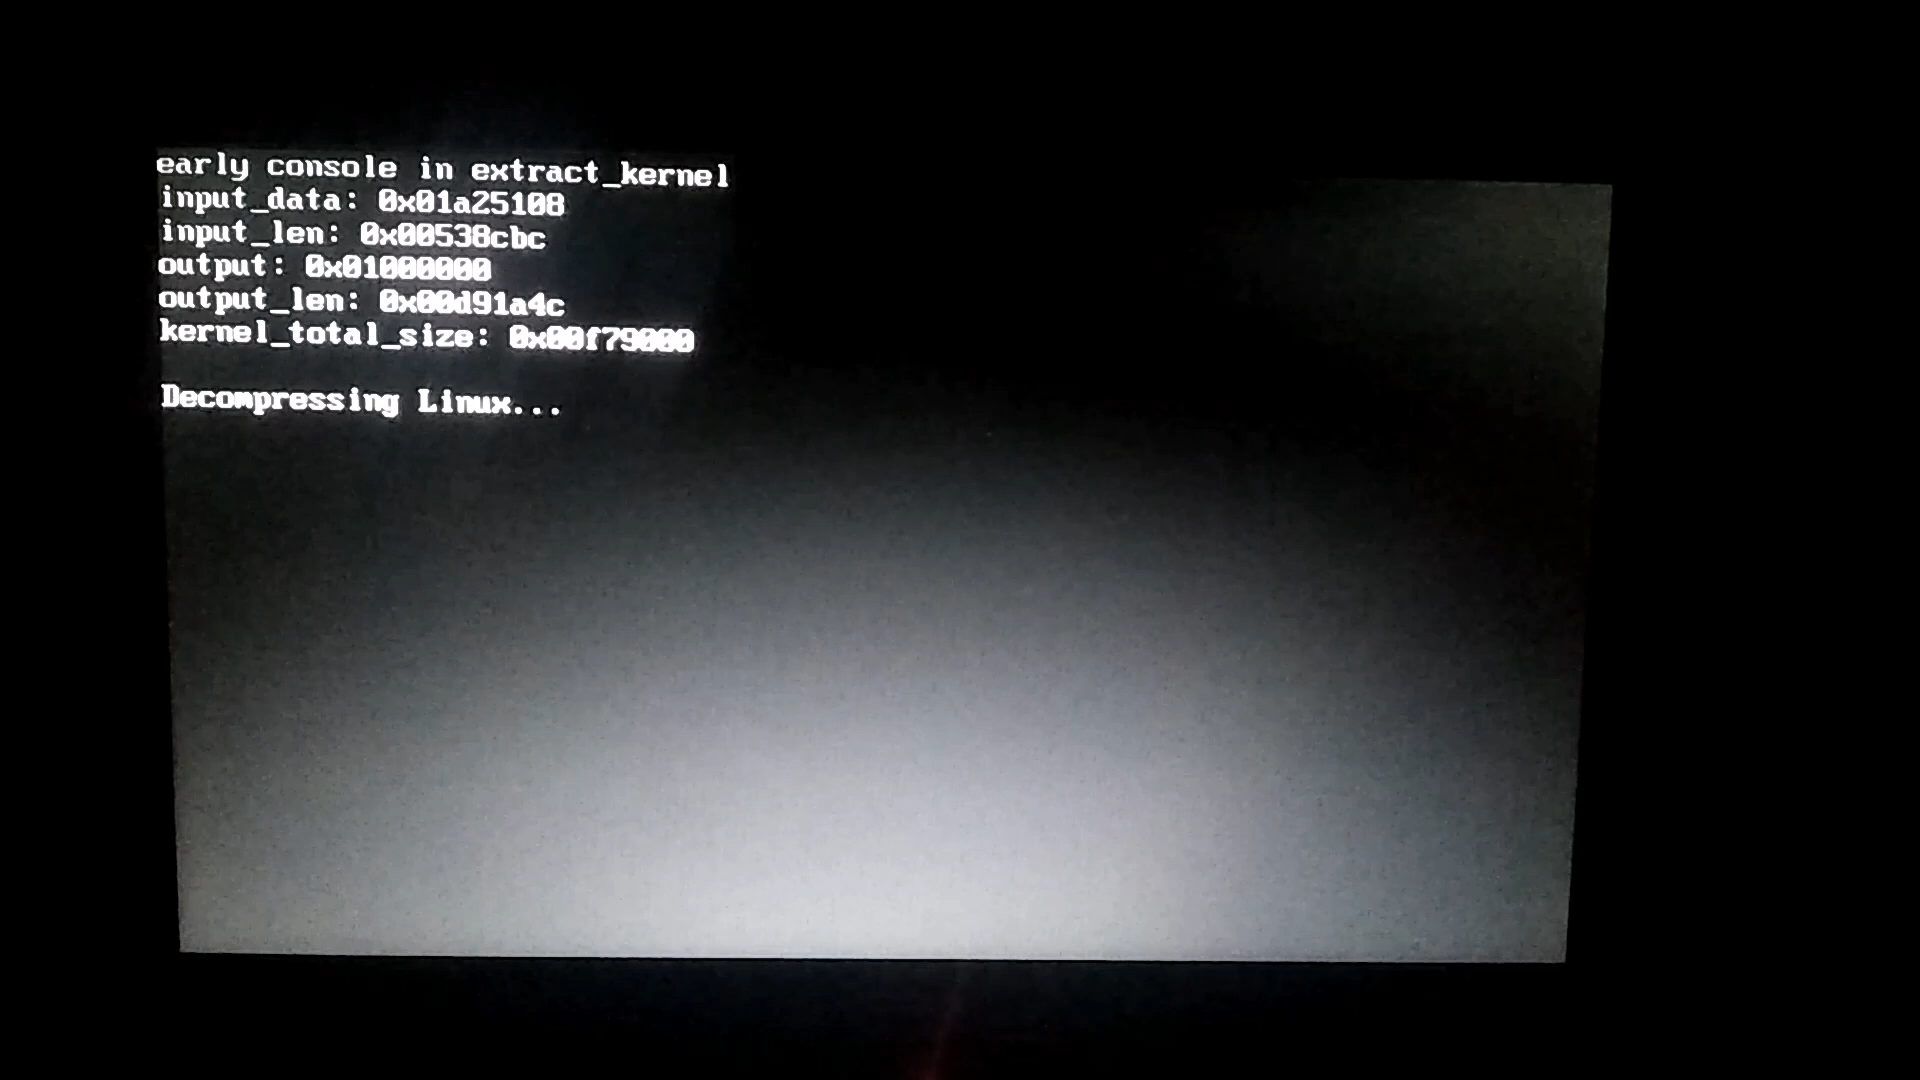 early console in extract_kernel
input_data: 0x01a25108
input_len: 0x00538cbc
output: 0x01000000
output_len: 0x00d91a4c
kernel_total_size: 0x00f79000
Decompressing Linux...